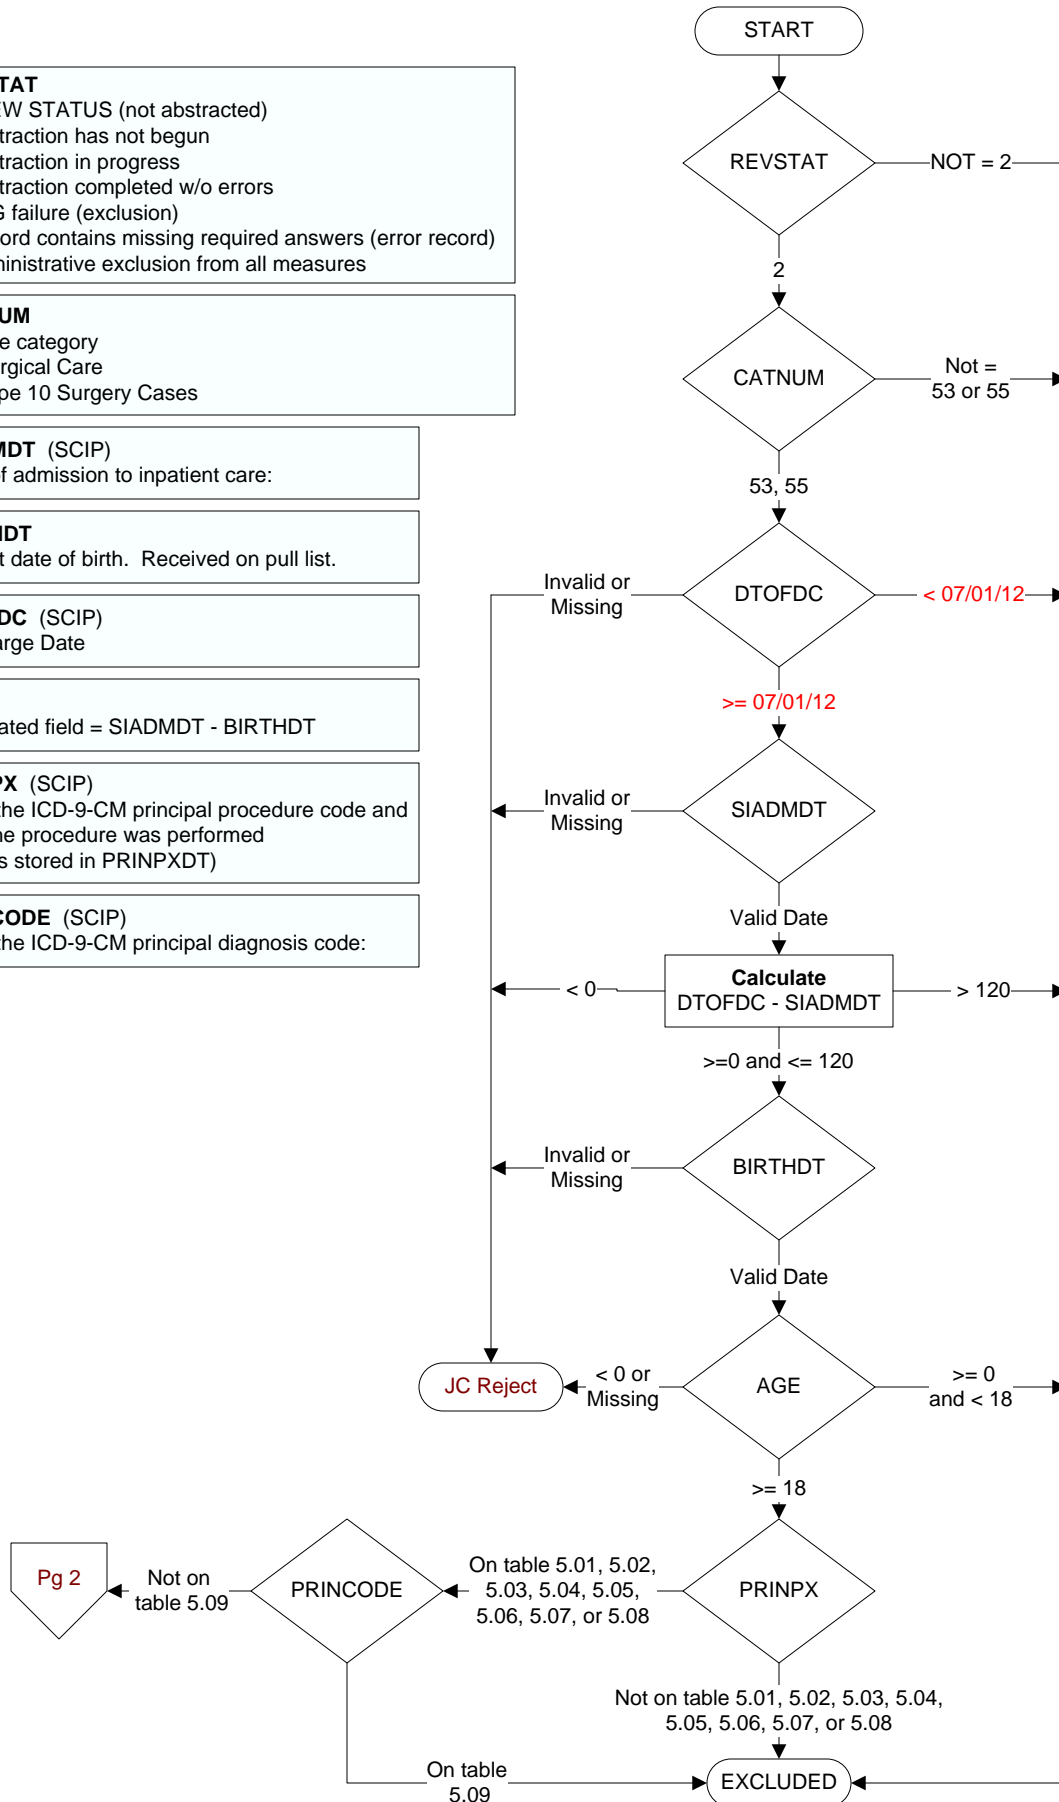 START
TAT
EW STATUS (not abstracted)
traction has not begun
traction in progress
traction completed w/o errors
G failure (exclusion)
ord contains missing required answers (error record)
ministrative exclusion from all measures
REVSTAT
NOT = 2
2
UM
e category
rgical Care
pe 10 Surgery Cases
CATNUM
Not =
53 or 55
53, 55
MDT (SCIP)
of admission to inpatient care:
HDT
t date of birth.  Received on pull list.
Invalid or
Missing
DTOFDC
< 07/01/12
DC (SCIP)
arge Date
>= 07/01/12
ated field = SIADMDT - BIRTHDT
PX (SCIP)
the ICD-9-CM principal procedure code and
he procedure was performed
s stored in PRINPXDT)
Invalid or
Missing
SIADMDT
CODE (SCIP)
the ICD-9-CM principal diagnosis code:
Valid Date
< 0
Calculate
DTOFDC - SIADMDT
> 120
>=0 and <= 120
Invalid or
Missing
BIRTHDT
Valid Date
JC Reject
< 0 or
Missing
AGE
>= 0
and < 18
>= 18
Pg 2
Not on
table 5.09
PRINCODE
On table 5.01, 5.02,
5.03, 5.04, 5.05,
5.06, 5.07, or 5.08
PRINPX
Not on table 5.01, 5.02, 5.03, 5.04,
5.05, 5.06, 5.07, or 5.08
On table
5.09
EXCLUDED